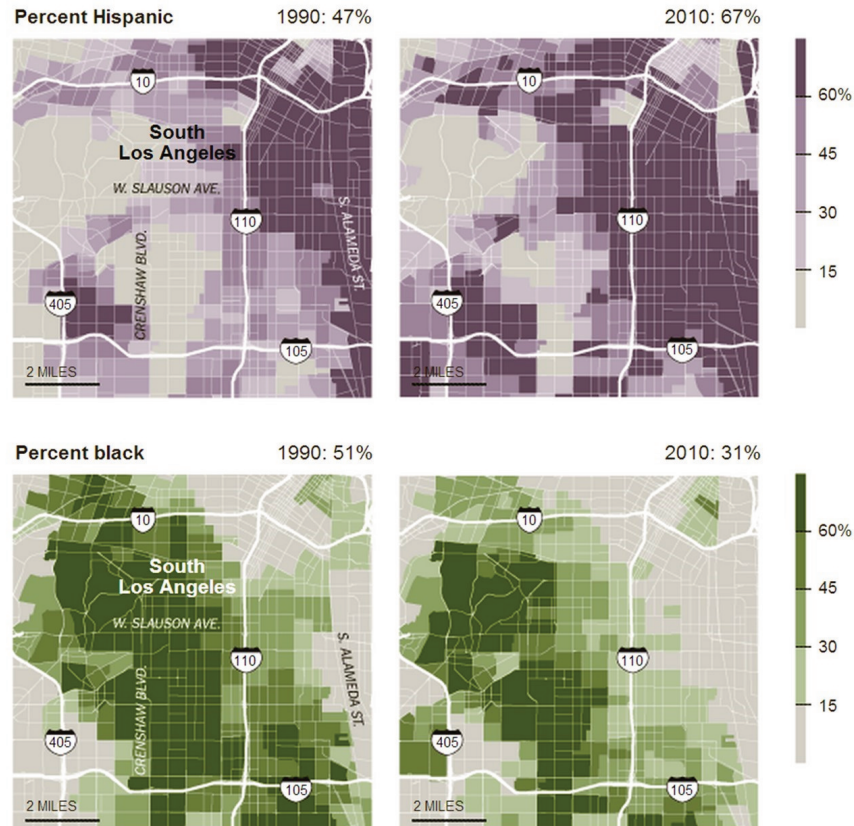 Percent Hispanic 1990: 47% 2010: 67%
10
10
60%
South
Los Angeles
45
W. SLAUSON AVE.
S. ALAMEDA ST.
110
110
30
CRENSHAW BLVD.
15
405
405
105
105
2 MILES
2 MILES
Percent black 1990: 51% 2010: 31%
10
10
60%
South
Los Angeles
45
W. SLAUSON AVE.
S. ALAMEDA ST.
110
110
30
CRENSHAW BLVD.
15
405
405
105
105
2 MILES
2 MILES